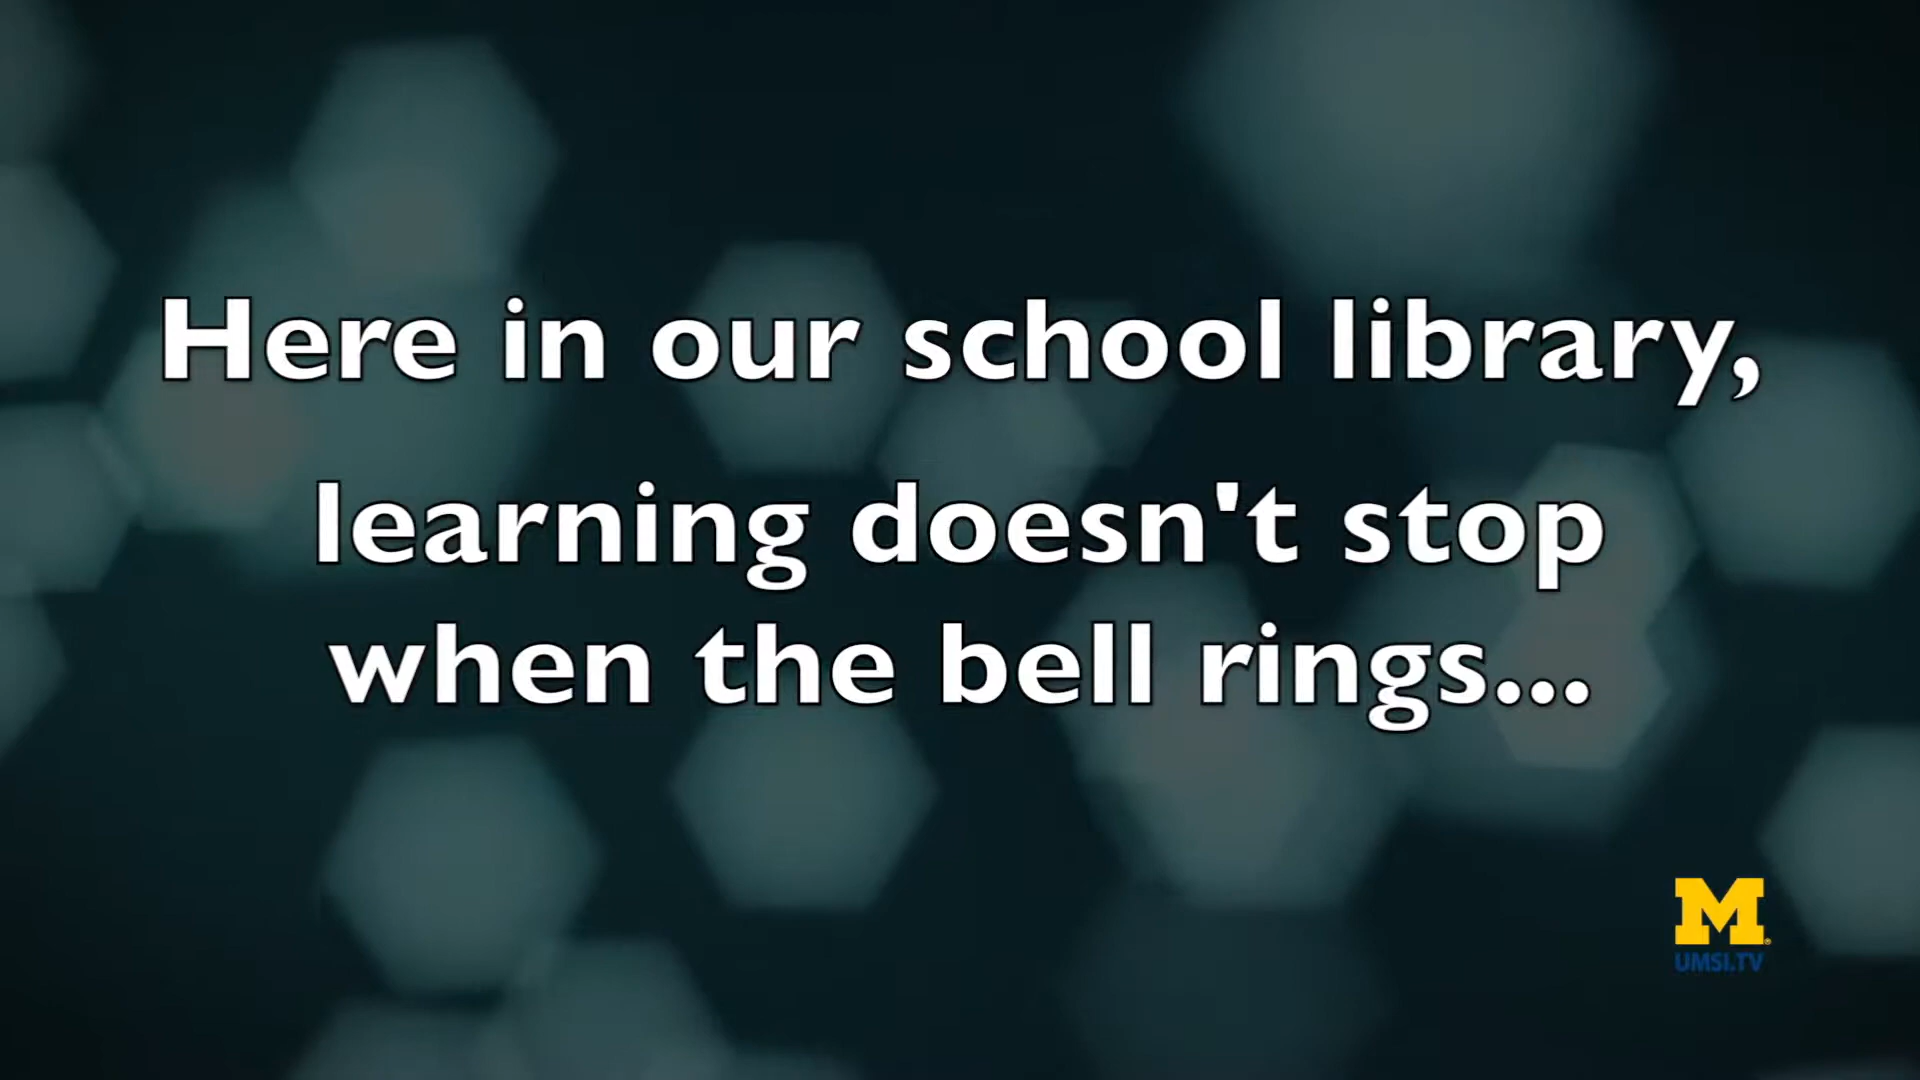 Here in our school library,
learning doesn't stop
when the bell rings...
M
UMSI.TV